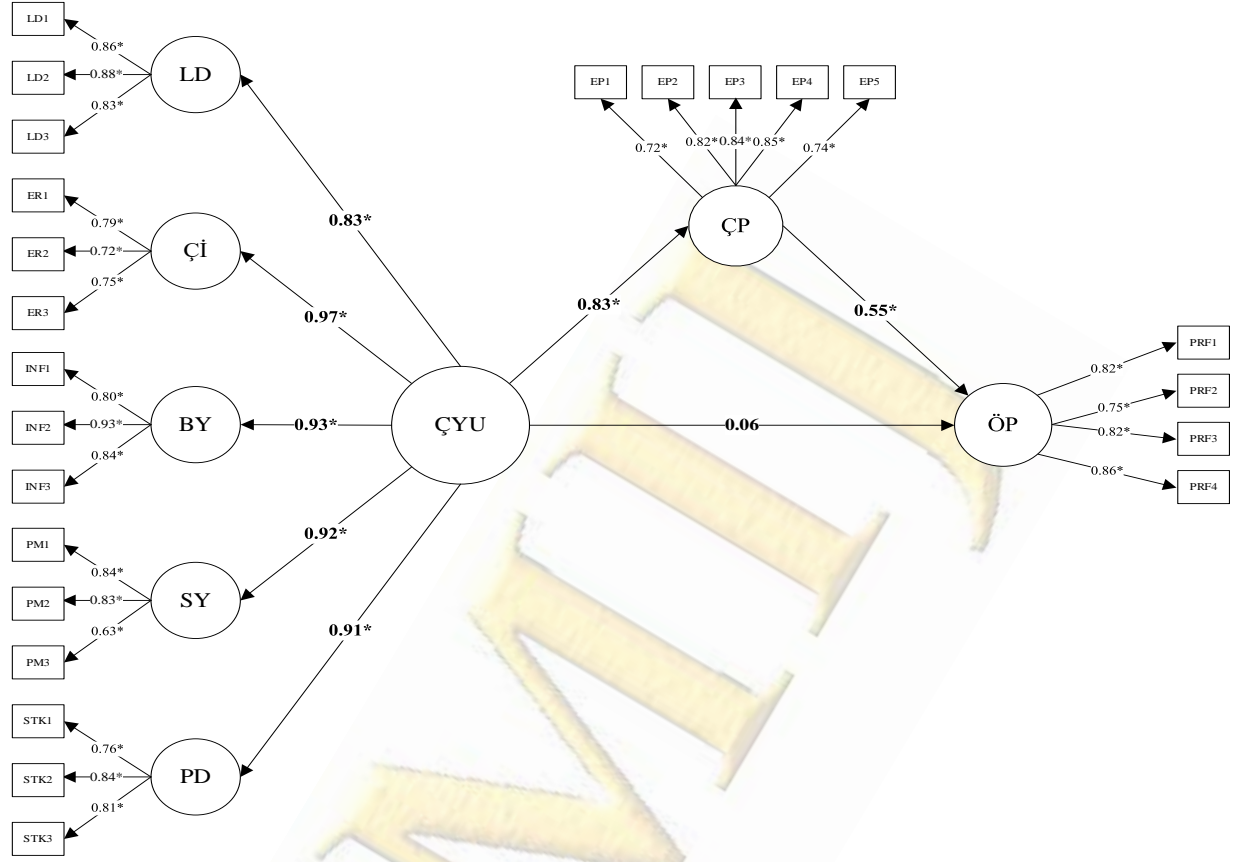 LD1
LD2
LD3
0.86*
0.88*
0.83*
LD
ER1
ER2
ER3
0.79*
0.72*
0.75*
Çİ
INF1
INF2
INF3
0.80*
0.93*
0.84*
BY
PM1
PM2
PM3
0.84*
0.83*
0.63*
SY
STK1
STK2
STK3
0.76*
0.84*
0.81*
PD
0.83*
0.97*
0.93*
0.92*
0.91*
ÇYU
0.83*
0.06
EP1 EP2 EP3 EP4 EP5
0.72* 0.82* 0.84* 0.85* 0.74*
ÇP
0.55*
ÖP
0.82*
0.75*
0.82*
0.86*
PRF1
PRF2
PRF3
PRF4